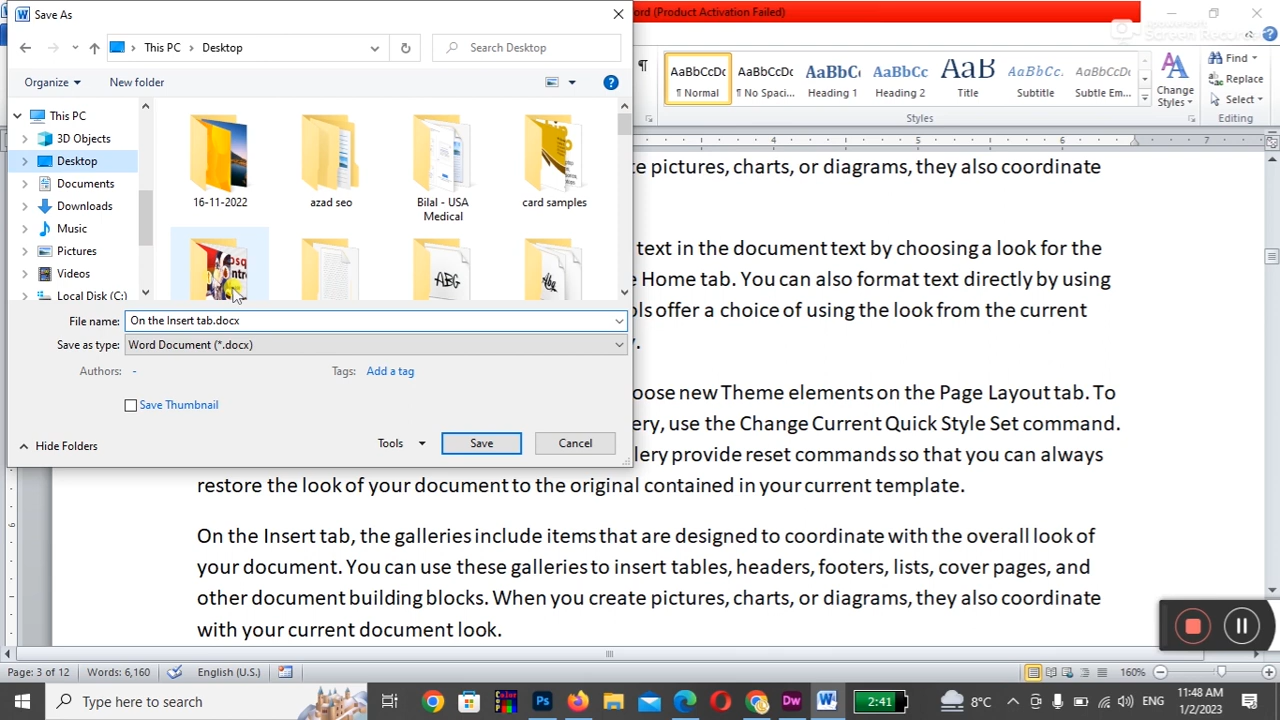 Save As
This PC
Desktop
Search Desktop
Organize
New folder
This PC
3D Objects
Desktop
Documents
Downloads
Music
Pictures
Videos
Local Disk (C:)
16-11-2022
azad seo
Bilal - USA Medical
card samples
File name: On the Insert tab.docx
Save as type: Word Document (*.docx)
Authors: -
Tags: Add a tag
Save Thumbnail
Hide Folders
Tools
Save
Cancel
ord (Product Activation Failed)
AaBbCcDc
¶ Normal
AaBbCcDc
¶ No Spaci...
AaBbC
Heading 1
AaBbCc
Heading 2
AaB
Title
AaBbCc.
Subtitle
AaBbCcDc
Subtle Em...
Change Styles
Styles
Find
Replace
Select
Editing
4 5 6 7
te pictures, charts, or diagrams, they also coordinate
text in the document text by choosing a look for the
e Home tab. You can also format text directly by using
ols offer a choice of using the look from the current
y.
oose new Theme elements on the Page Layout tab. To
ery, use the Change Current Quick Style Set command.
llery provide reset commands so that you can always
restore the look of your document to the original contained in your current template.
On the Insert tab, the galleries include items that are designed to coordinate with the overall look of
your document. You can use these galleries to insert tables, headers, footers, lists, cover pages, and
other document building blocks. When you create pictures, charts, or diagrams, they also coordinate
with your current document look.
Page: 3 of 12
Words: 6,160
English (U.S.)
160%
Type here to search
2:41
8°C
ENG
11:48 AM
1/2/2023